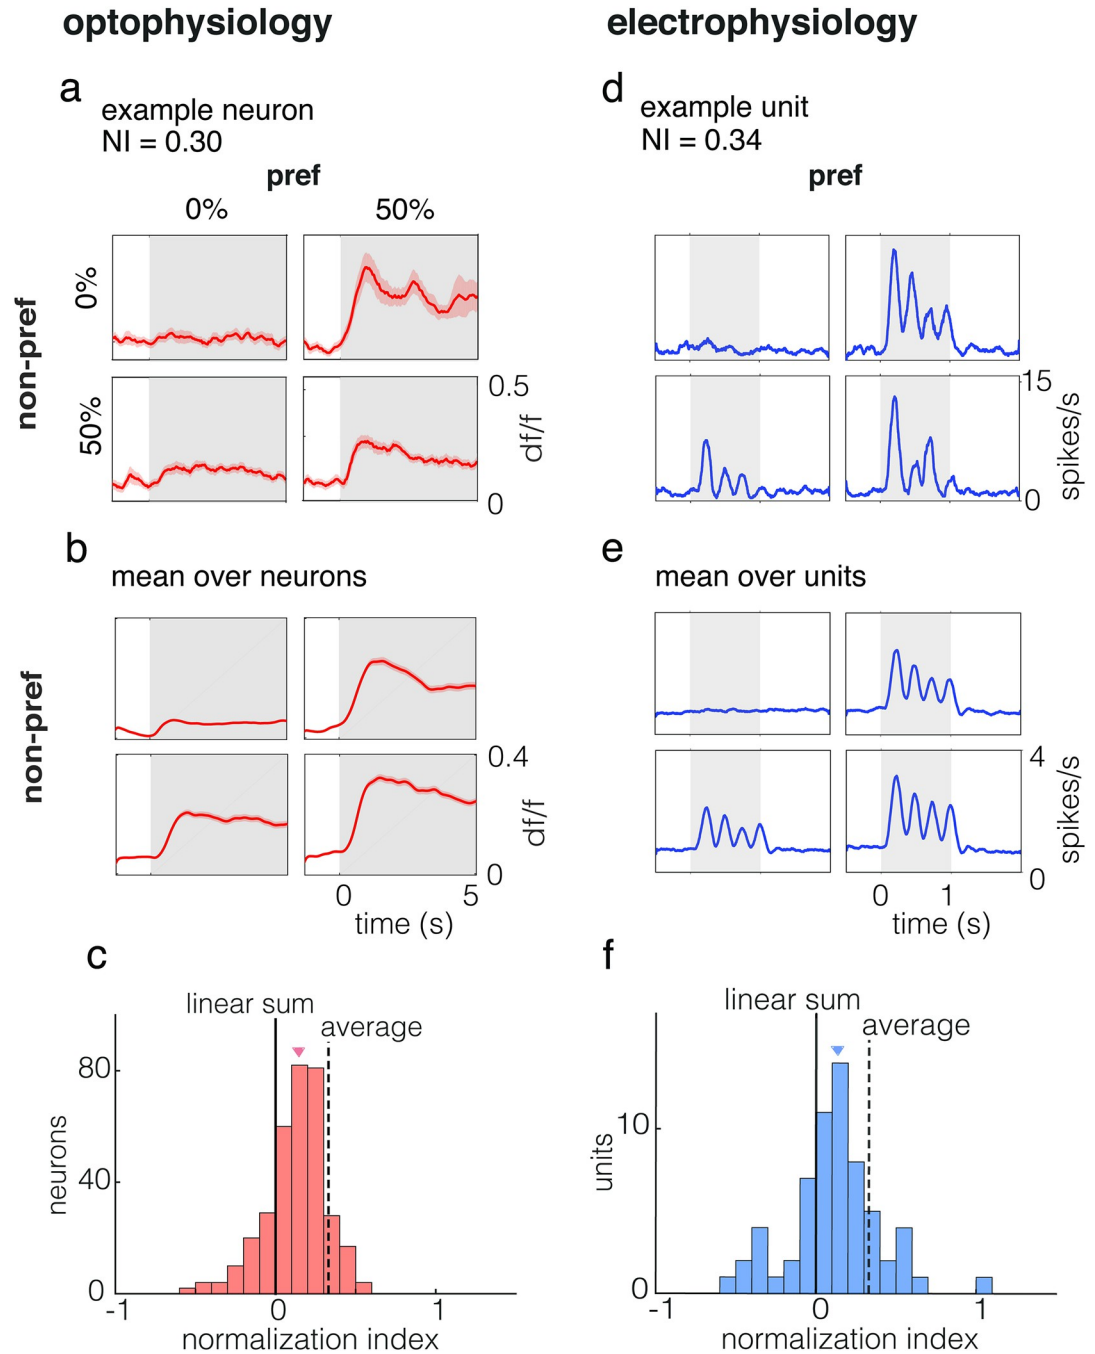 optophysiology
electrophysiology
a
example neuron
NI = 0.30
pref
0%
50%
0%
non-pref
50%
0.5
df/f
0
b
mean over neurons
non-pref
0.4
df/f
0
0
5
time (s)
c
linear sum
average
80
neurons
40
0
-1
0
1
normalization index
d
example unit
NI = 0.34
pref
15
spikes/s
0
e
mean over units
4
spikes/s
0
0
1
time (s)
f
linear sum
average
10
units
0
-1
0
1
normalization index